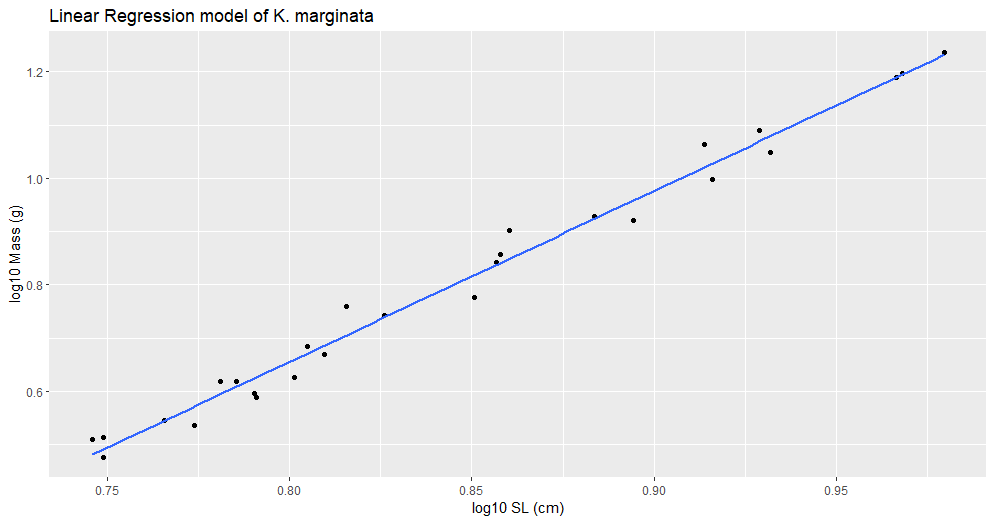 Linear Regression model of K. marginata
log10 Mass (g)
1.2
1.0
0.8
0.6
0.75 0.80 0.85 0.90 0.95
log10 SL (cm)